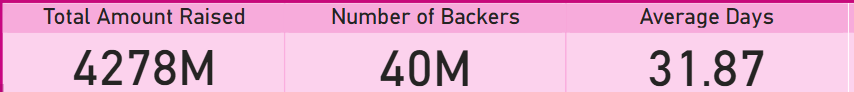 Total Amount Raised Number of Backers Average Days
4278M 40M 31.87